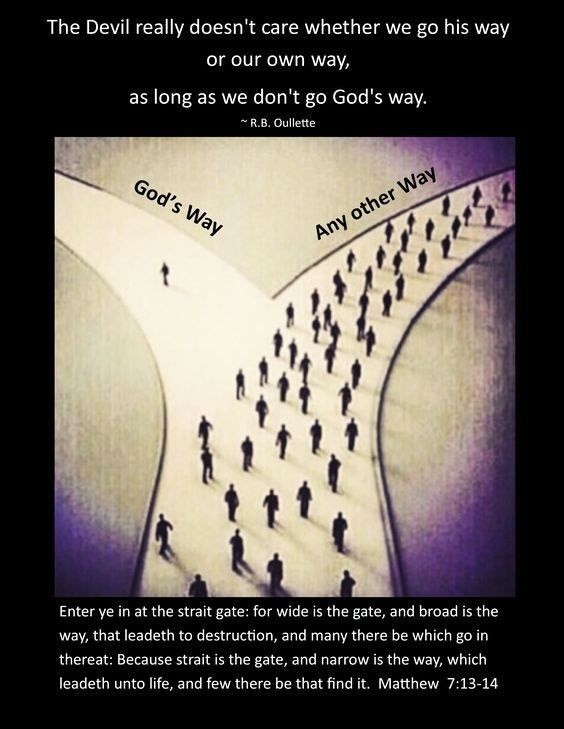 The Devil really doesn't care whether we go his way
or our own way,
as long as we don't go God's way.
~ R.B. Oullette
God's Way
Any other Way
Enter ye in at the strait gate: for wide is the gate, and broad is the
way, that leadeth to destruction, and many there be which go in
thereat: Because strait is the gate, and narrow is the way, which
leadeth unto life, and few there be that find it.  Matthew  7:13-14